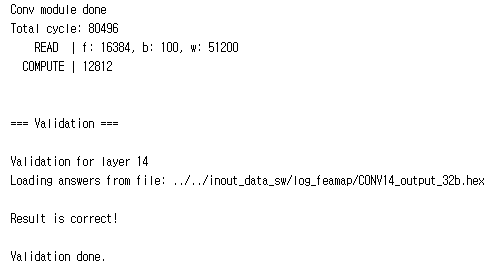 Conv module done
Total cycle: 80496
READ | f: 16384, b: 100, w: 51200
COMPUTE | 12812
=== Validation ===
Validation for layer 14
Loading answers from file: ../../inout_data_sw/log_feamap/CONV14_output_32b.hex
Result is correct!
Validation done.